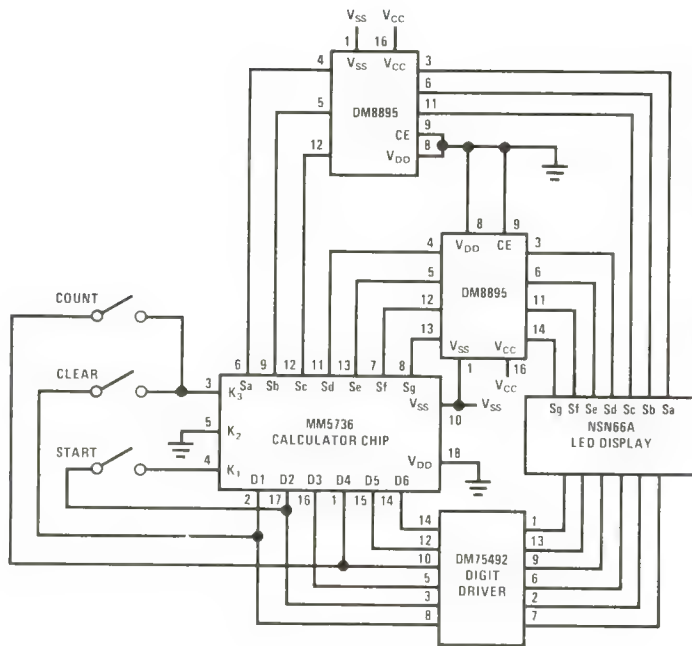 VSS VCC
1 16
4 VSS VCC 3
6
5 DM8895 11
CE 9
12 VDD 8
8 9
4 VDD CE 3
5 6
DM8895
12 11
13 14
VSS VCC
1 16
VCC
COUNT
CLEAR
START
6 9 12 11 13 7 8
Sa Sb Sc Sd Se Sf Sg
3 K3
VSS 10 VSS
5 K2
MM5736
CALCULATOR CHIP
4 K1
VDD 18
D1 D2 D3 D4 D5 D6
2 17 16 1 15 14
Sg Sf Se Sd Sc Sb Sa
NSN66A
LED DISPLAY
14 1
12 13
10 9
5 6
3 2
8 7
DM75492
DIGIT
DRIVER